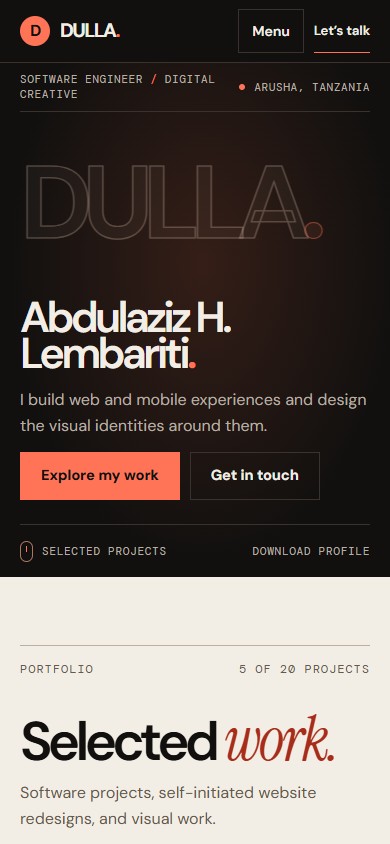 D DULLA. Menu Let's talk
SOFTWARE ENGINEER / DIGITAL
CREATIVE
ARUSHA, TANZANIA
DULLA.
Abdulaziz H.
Lembariti.
I build web and mobile experiences and design
the visual identities around them.
Explore my work Get in touch
SELECTED PROJECTS DOWNLOAD PROFILE
PORTFOLIO 5 OF 20 PROJECTS
Selected work.
Software projects, self-initiated website
redesigns, and visual work.